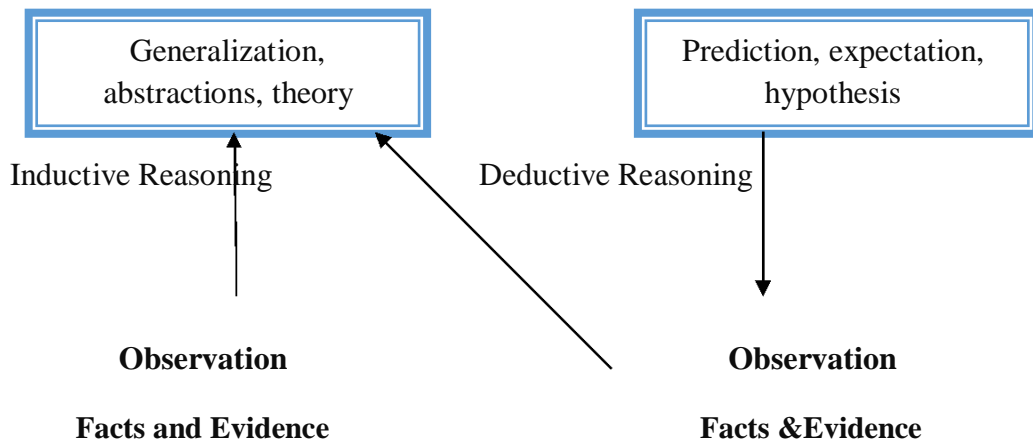 Generalization,
abstractions, theory
Prediction, expectation,
hypothesis
Inductive Reasoning
Deductive Reasoning
Observation
Observation
Facts and Evidence
Facts &Evidence